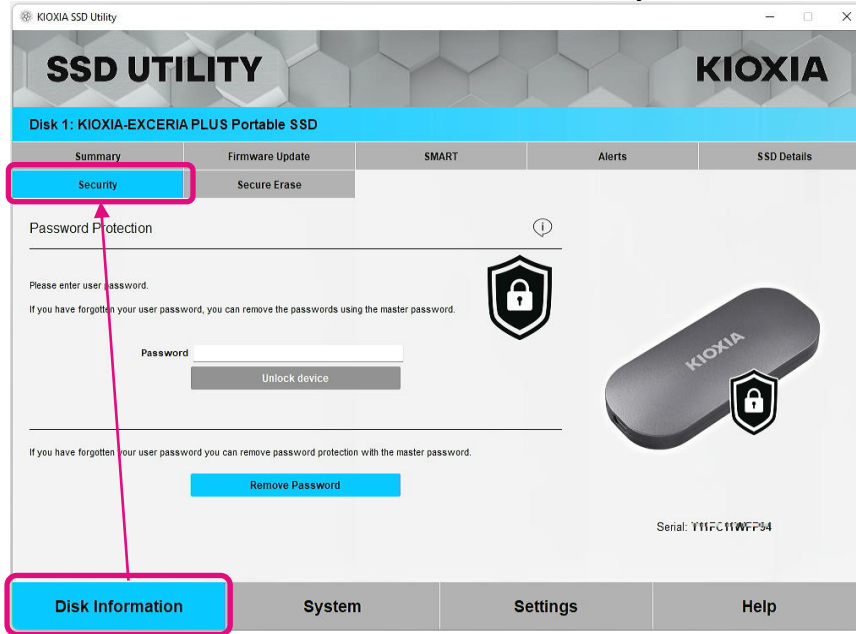 KIOXIA SSD Utility
SSD UTILITY
KIOXIA
Disk 1: KIOXIA-EXCERIA PLUS Portable SSD
Summary Firmware Update SMART Alerts SSD Details
Security Secure Erase
Password Protection
Please enter user password.
If you have forgotten your user password, you can remove the passwords using the master password.
Password
Unlock device
KIOXIA
If you have forgotten your user password you can remove password protection with the master password.
Remove Password
Serial:
Disk Information System Settings Help